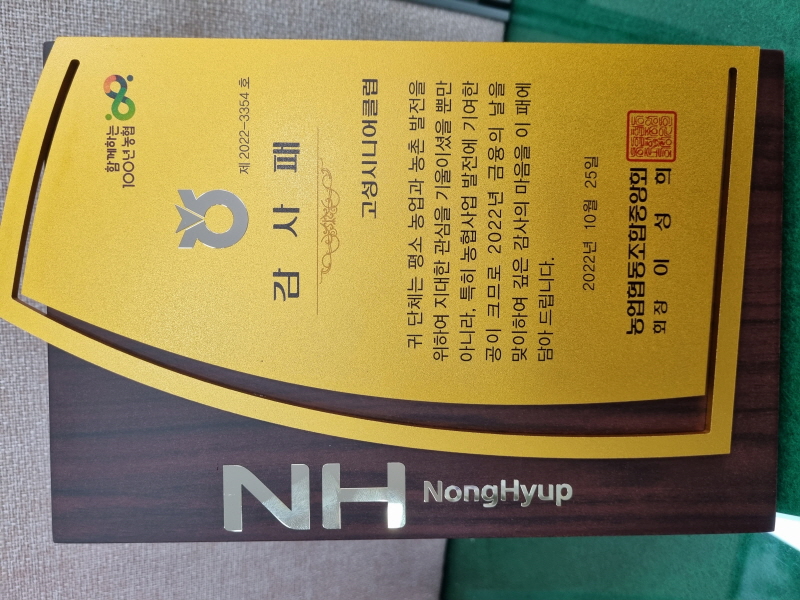 함께하는
100년 농협
제 2022-3354 호
감 사 패
고성시니어클럽
귀 단체는 평소 농업과 농촌 발전을
위하여 지대한 관심을 기울이셨을 뿐만
아니라, 특히 농협사업 발전에 기여한
공이 크므로 2022년 금융의 날을
맞이하여 깊은 감사의 마음을 이 패에
담아 드립니다.
2022년 10월 25일
농업협동조합중앙회
회장 이 성 희
NH
NongHyup